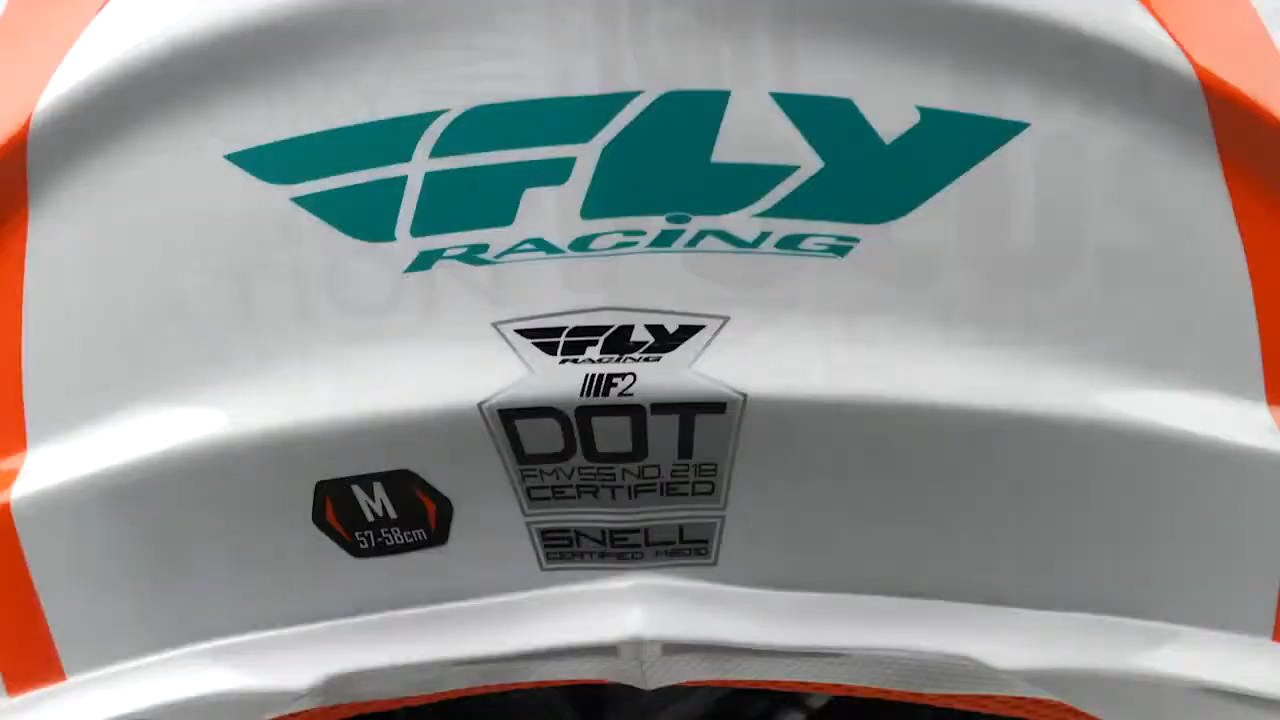 FLY
RACING
FLY
RACING
F2
DOT
FMVSS NO. 218
CERTIFIED
M
57-58cm
SNELL
CERTIFIED M2010